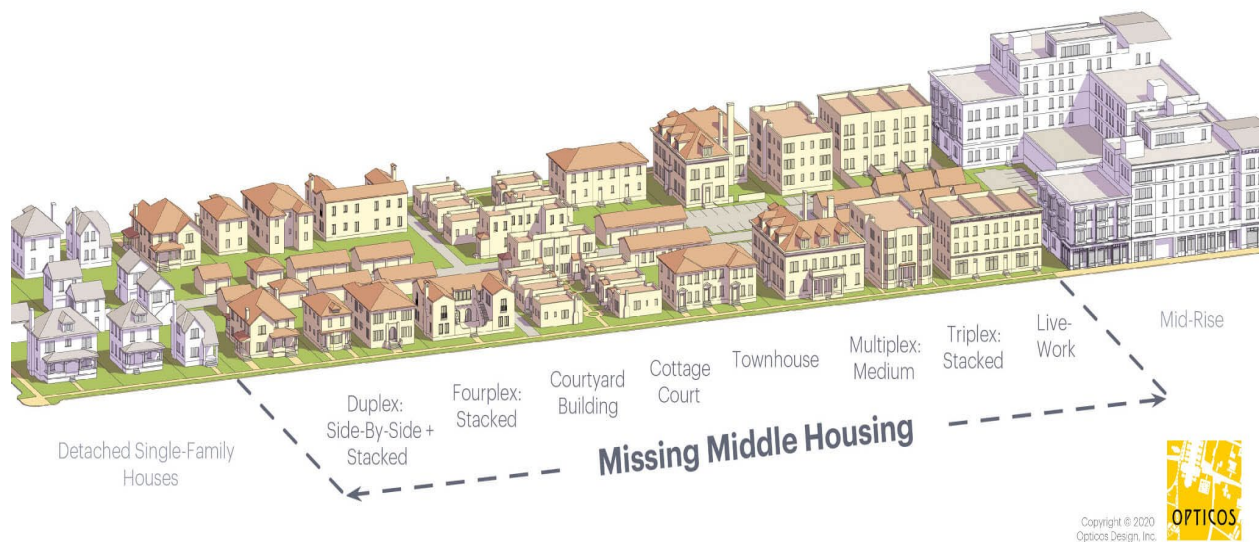 Detached Single-Family
Houses
Duplex:
Side-By-Side +
Stacked
Fourplex:
Stacked
Courtyard
Building
Cottage
Court
Townhouse
Multiplex:
Medium
Triplex:
Stacked
Live-
Work
Mid-Rise
Missing Middle Housing
Copyright © 2020
Opticos Design, Inc.
OPTICOS